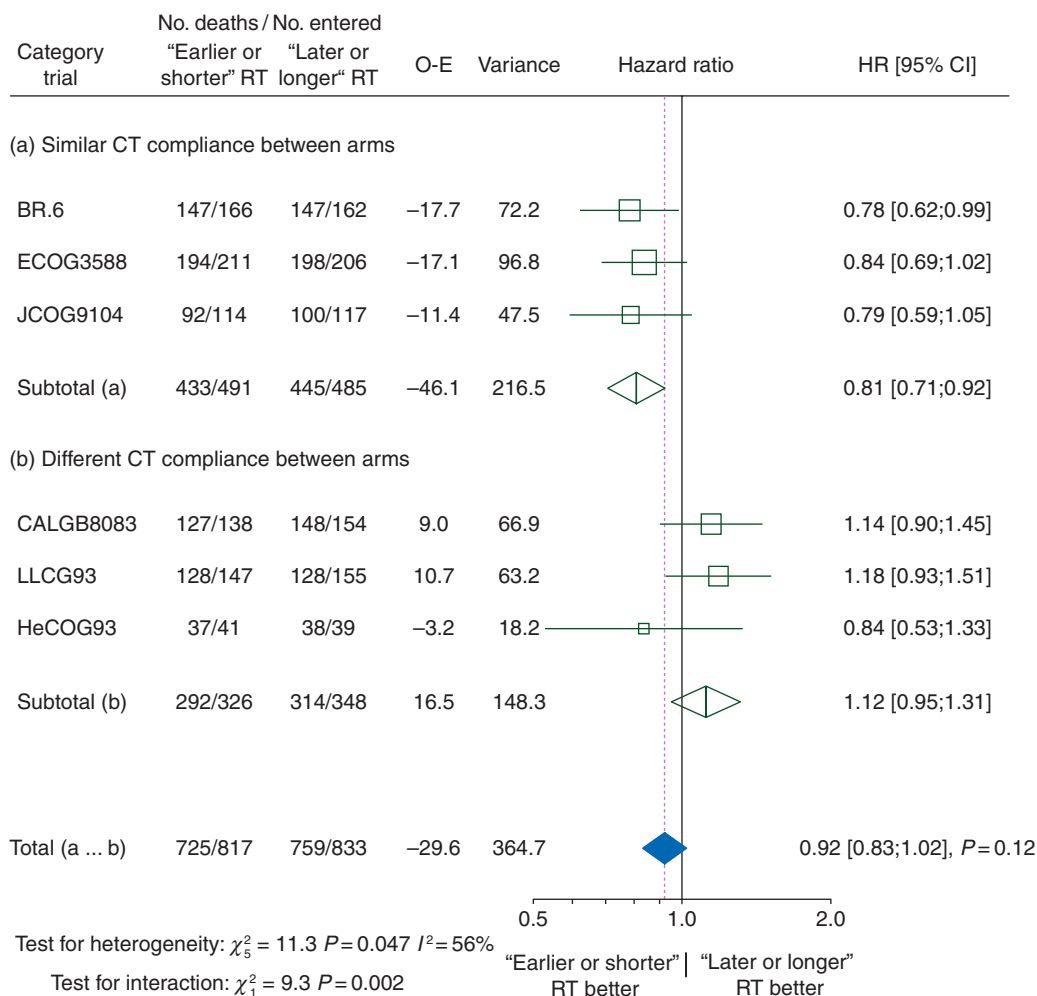 No. deaths / No. entered
Category trial “Earlier or shorter” RT “Later or longer“ RT O-E Variance Hazard ratio HR [95% CI]
(a) Similar CT compliance between arms
BR.6 147/166 147/162 –17.7 72.2 0.78 [0.62;0.99]
ECOG3588 194/211 198/206 –17.1 96.8 0.84 [0.69;1.02]
JCOG9104 92/114 100/117 –11.4 47.5 0.79 [0.59;1.05]
Subtotal (a) 433/491 445/485 –46.1 216.5 0.81 [0.71;0.92]
(b) Different CT compliance between arms
CALGB8083 127/138 148/154 9.0 66.9 1.14 [0.90;1.45]
LLCG93 128/147 128/155 10.7 63.2 1.18 [0.93;1.51]
HeCOG93 37/41 38/39 –3.2 18.2 0.84 [0.53;1.33]
Subtotal (b) 292/326 314/348 16.5 148.3 1.12 [0.95;1.31]
Total (a ... b) 725/817 759/833 –29.6 364.7 0.92 [0.83;1.02], P = 0.12
0.5 1.0 2.0
Test for heterogeneity: χ²₅ = 11.3 P = 0.047 I² = 56%
Test for interaction: χ²₁ = 9.3 P = 0.002
“Earlier or shorter” | “Later or longer”
RT better RT better